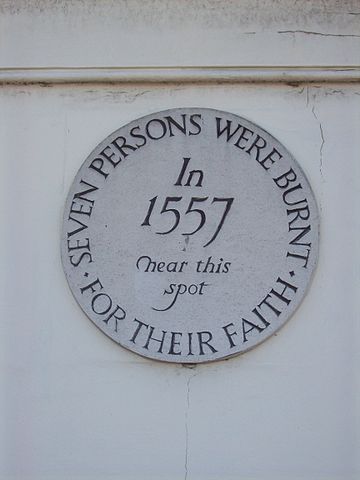 SEVEN PERSONS WERE BURNT
In
1557
near this
spot
· FOR THEIR FAITH ·